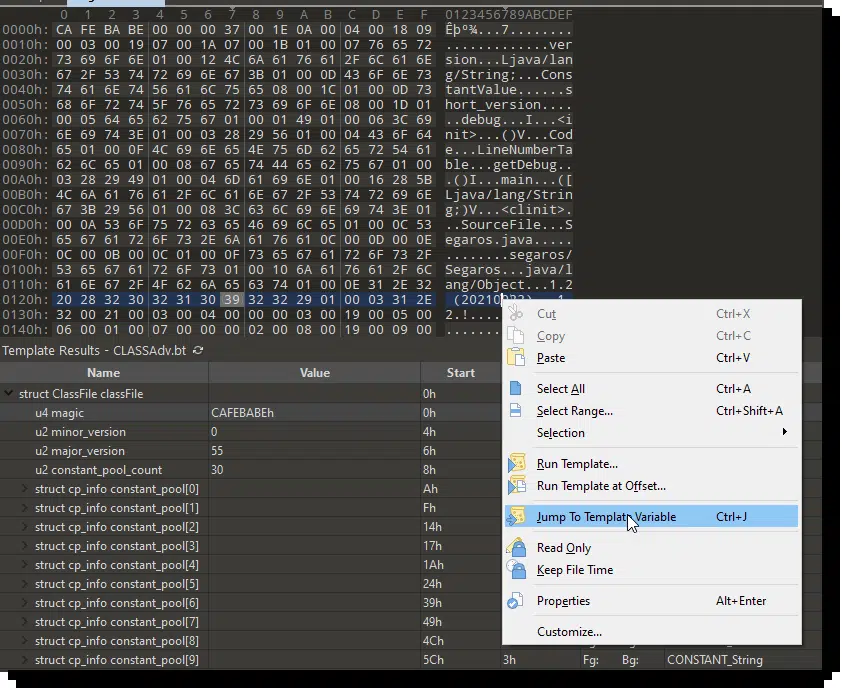 0 1 2 3 4 5 6 7 8 9 A B C D E F 0123456789ABCDEF
0000h: CA FE BA BE 00 00 00 37 00 1E 0A 00 04 00 18 09 Êþº¾...7........
0010h: 00 03 00 19 07 00 1A 07 00 1B 01 00 07 76 65 72 .............ver
0020h: 73 69 6F 6E 01 00 12 4C 6A 61 76 61 2F 6C 61 6E sion...Ljava/lan
0030h: 67 2F 53 74 72 69 6E 67 3B 01 00 0D 43 6F 6E 73 g/String;...Cons
0040h: 74 61 6E 74 56 61 6C 75 65 08 00 1C 01 00 0D 73 tantValue......s
0050h: 68 6F 72 74 5F 76 65 72 73 69 6F 6E 08 00 1D 01 hort_version....
0060h: 00 05 64 65 62 75 67 01 00 01 49 01 00 06 3C 69 ..debug...I...<i
0070h: 6E 69 74 3E 01 00 03 28 29 56 01 00 04 43 6F 64 nit>...()V...Cod
0080h: 65 01 00 0F 4C 69 6E 65 4E 75 6D 62 65 72 54 61 e...LineNumberTa
0090h: 62 6C 65 01 00 08 67 65 74 44 65 62 75 67 01 00 ble...getDebug..
00A0h: 03 28 29 49 01 00 04 6D 61 69 6E 01 00 16 28 5B .()I...main...([
00B0h: 4C 6A 61 76 61 2F 6C 61 6E 67 2F 53 74 72 69 6E Ljava/lang/Strin
00C0h: 67 3B 29 56 01 00 08 3C 63 6C 69 6E 69 74 3E 01 g;)V...<clinit>.
00D0h: 00 0A 53 6F 75 72 63 65 46 69 6C 65 01 00 0C 53 ..SourceFile...S
00E0h: 65 67 61 72 6F 73 2E 6A 61 76 61 0C 00 0D 00 0E egaros.java.....
00F0h: 0C 00 0B 00 0C 01 00 0F 73 65 67 61 72 6F 73 2F ........segaros/
0100h: 53 65 67 61 72 6F 73 01 00 10 6A 61 76 61 2F 6C Segaros...java/l
0110h: 61 6E 67 2F 4F 62 6A 65 63 74 01 00 0E 31 2E 32 ang/Object...1.2
0120h: 20 28 32 30 32 31 30 39 32 32 29 01 00 03 31 2E
0130h: 32 00 21 00 03 00 04 00 00 00 03 00 19 00 05 00 2.!....
0140h: 06 00 01 00 07 00 00 00 02 00 08 00 19 00 09 00 .......
Template Results - CLASSAdv.bt
Name Value Start
struct ClassFile classFile 0h
u4 magic CAFEBABEh 0h
u2 minor_version 0 4h
u2 major_version 55 6h
u2 constant_pool_count 30 8h
struct cp_info constant_pool[0] Ah
struct cp_info constant_pool[1] Fh
struct cp_info constant_pool[2] 14h
struct cp_info constant_pool[3] 17h
struct cp_info constant_pool[4] 1Ah
struct cp_info constant_pool[5] 24h
struct cp_info constant_pool[6] 39h
struct cp_info constant_pool[7] 49h
struct cp_info constant_pool[8] 4Ch
struct cp_info constant_pool[9] 5Ch 3h Fg: Bg: CONSTANT_String
Cut Ctrl+X
Copy Ctrl+C
Paste Ctrl+V
Select All Ctrl+A
Select Range... Ctrl+Shift+A
Selection
Run Template...
Run Template at Offset...
Jump To Template Variable Ctrl+J
Read Only
Keep File Time
Properties Alt+Enter
Customize...